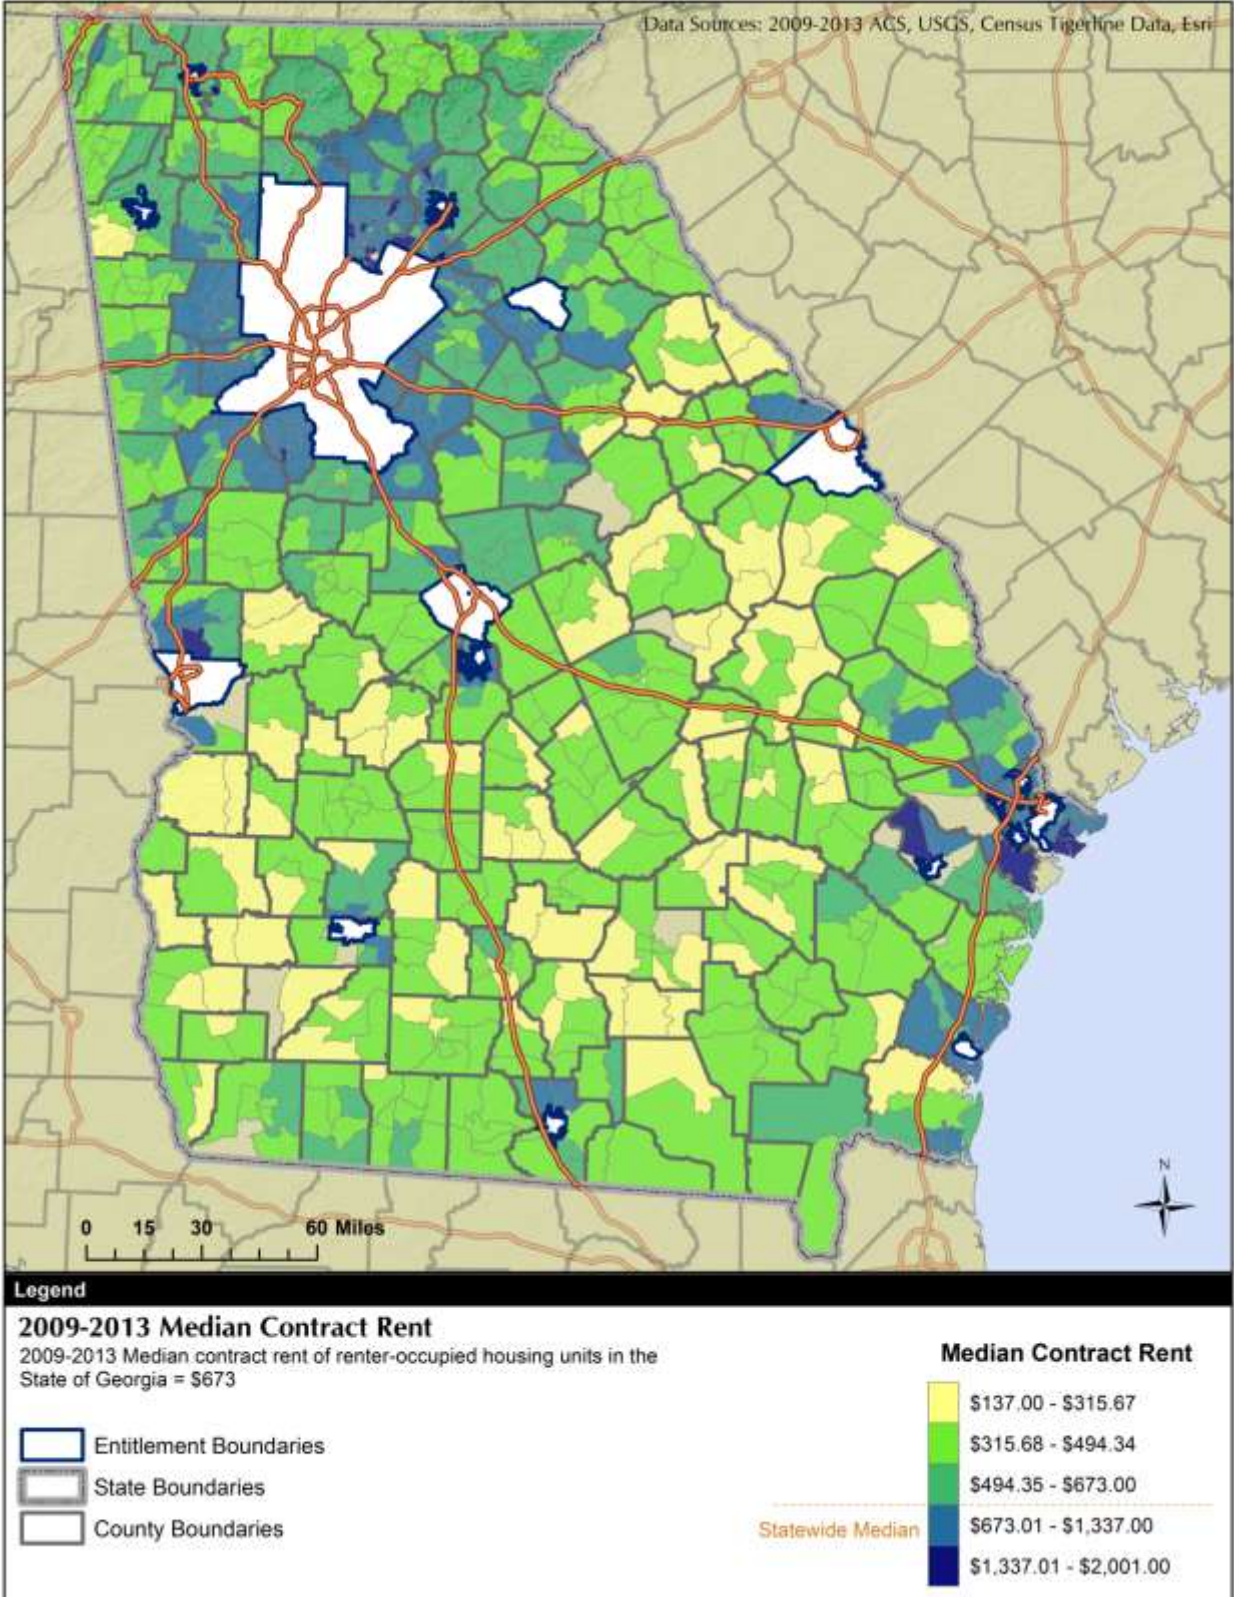 Data Sources: 2009-2013 ACS, USGS, Census Tigerline Data, Esri
N
0 15 30 60 Miles
Legend
2009-2013 Median Contract Rent
2009-2013 Median contract rent of renter-occupied housing units in the
State of Georgia = $673
Entitlement Boundaries
State Boundaries
County Boundaries
Median Contract Rent
$137.00 - $315.67
$315.68 - $494.34
$494.35 - $673.00
Statewide Median
$673.01 - $1,337.00
$1,337.01 - $2,001.00